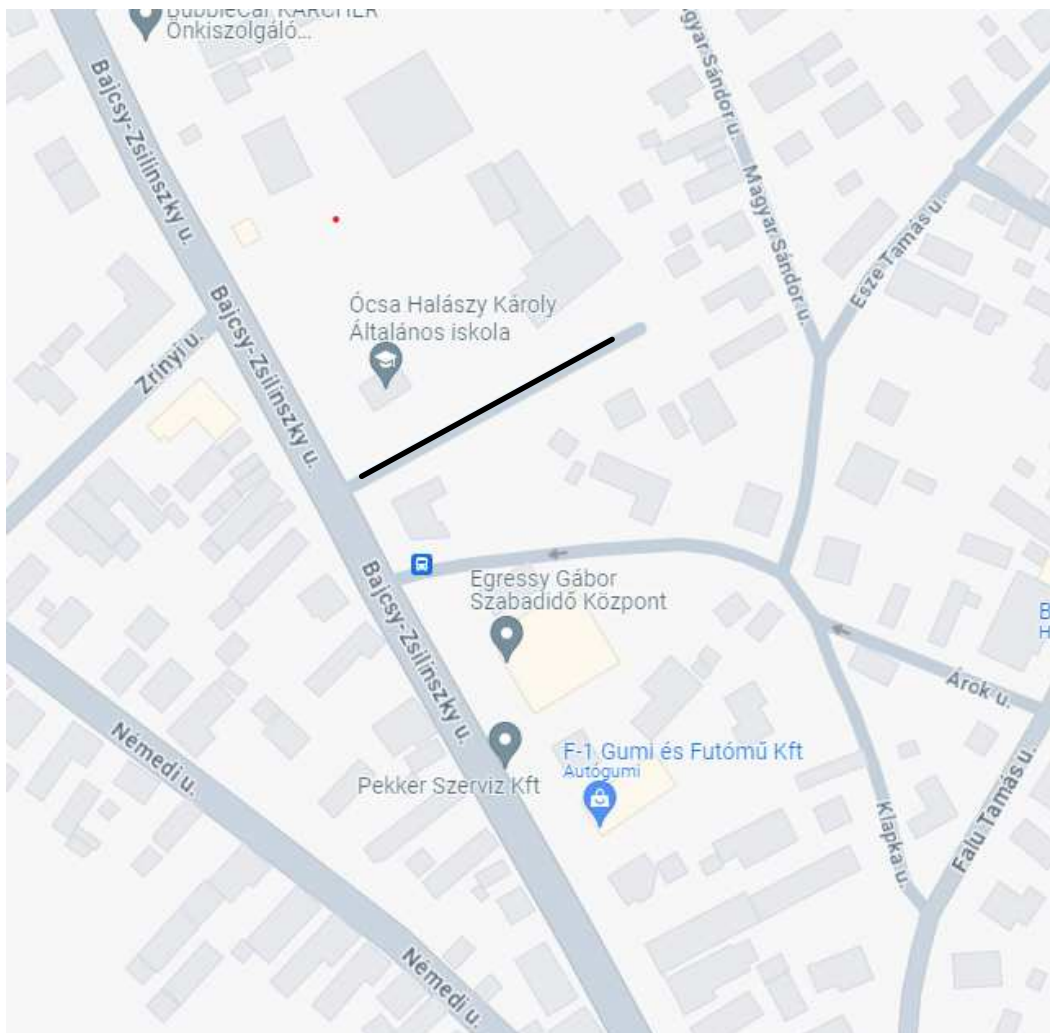 BubbleCar KÄRCHER
Önkiszolgáló...
Bajcsy-Zsilinszky u.
Magyar Sándor u.
Magyar Sándor u.
Esze Tamás u.
Bajcsy-Zsilinszky u.
Zrínyi u.
Ócsa Halászy Károly
Általános iskola
Bajcsy-Zsilinszky u.
Egressy Gábor
Szabadidő Központ
B
H
Árok u.
Némedi u.
Pekker Szerviz Kft
F-1 Gumi és Futómű Kft
Autógumi
Klapka u.
Falu Tamás u.
Némedi u.